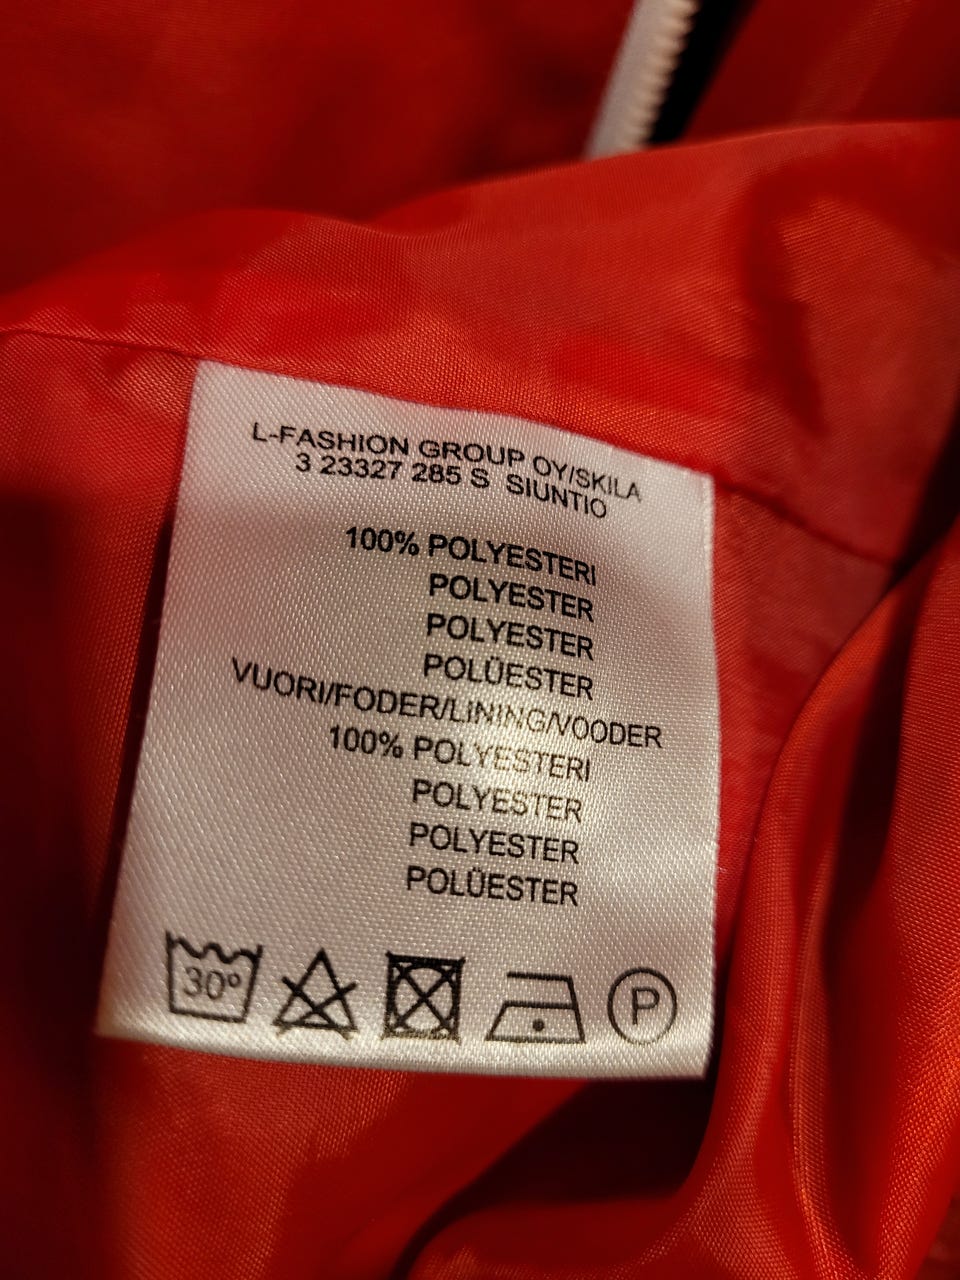 L-FASHION GROUP OY/SKILA
3 23327 285 S SIUNTIO
100% POLYESTERI
POLYESTER
POLYESTER
POLÜESTER
VUORI/FODER/LINING/VOODER
100% POLYESTERI
POLYESTER
POLYESTER
POLÜESTER
30° P